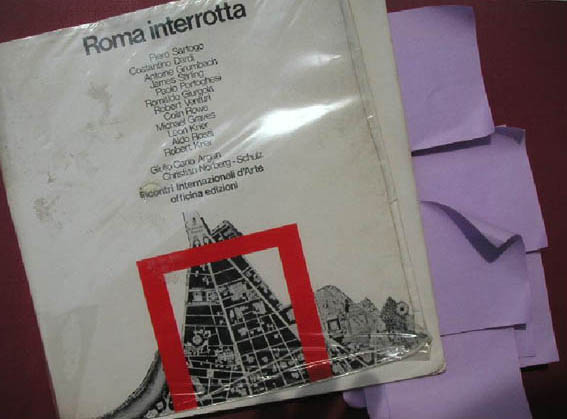 Roma interrotta
Piero Sartogo
Costantino Dardi
Antoine Grumbach
James Stirling
Paolo Portoghesi
Romaldo Giurgola
Robert Venturi
Colin Rowe
Michael Graves
Leon Krier
Aldo Rossi
Robert Krier
Giulio Carlo Argan
Christian Norberg-Schulz
Incontri Internazionali d'Arte
officina edizioni